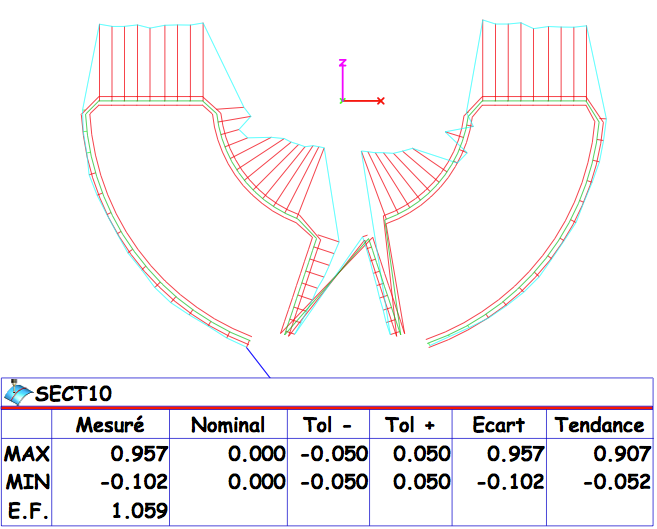 Z
X
SECT10
Mesuré Nominal Tol - Tol + Ecart Tendance
MAX 0.957 0.000 -0.050 0.050 0.957 0.907
MIN -0.102 0.000 -0.050 0.050 -0.102 -0.052
E.F. 1.059